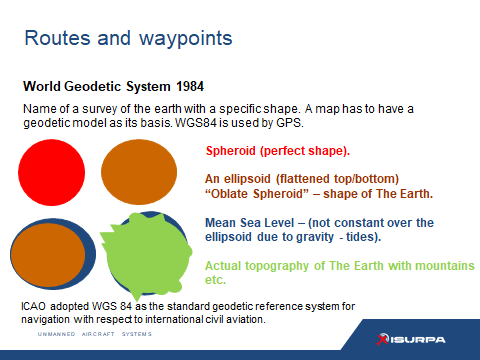 Routes and waypoints
World Geodetic System 1984
Name of a survey of the earth with a specific shape. A map has to have a
geodetic model as its basis. WGS84 is used by GPS.
Spheroid (perfect shape).
An ellipsoid (flattened top/bottom)
“Oblate Spheroid” – shape of The Earth.
Mean Sea Level – (not constant over the
ellipsoid due to gravity - tides).
Actual topography of The Earth with mountains
etc.
ICAO adopted WGS 84 as the standard geodetic reference system for
navigation with respect to international civil aviation.
UNMANNED AIRCRAFT SYSTEMS
ISURPA